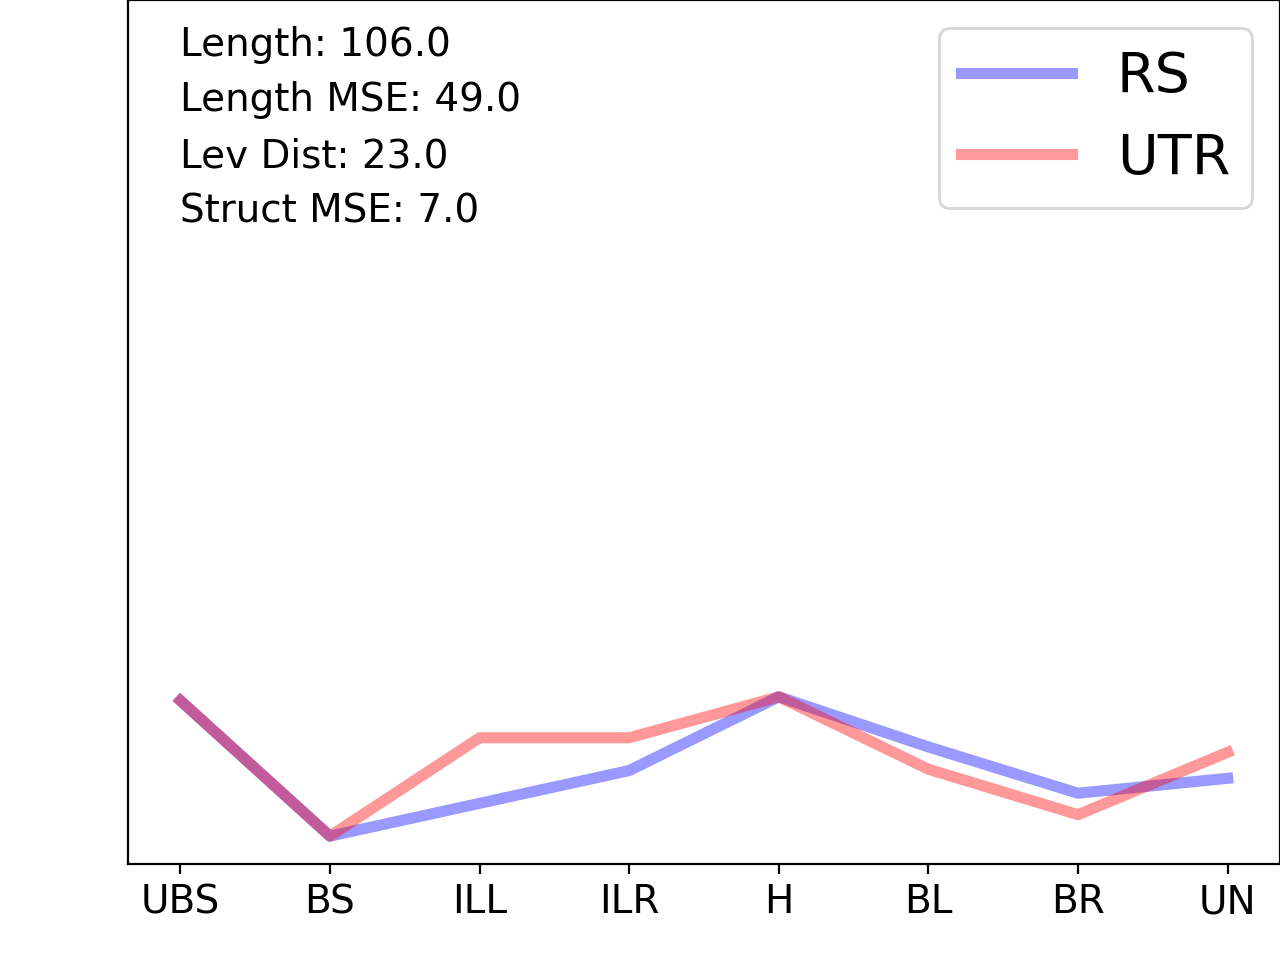 Length: 106.0
Length MSE: 49.0
Lev Dist: 23.0
Struct MSE: 7.0
RS
UTR
UBS BS ILL ILR H BL BR UN